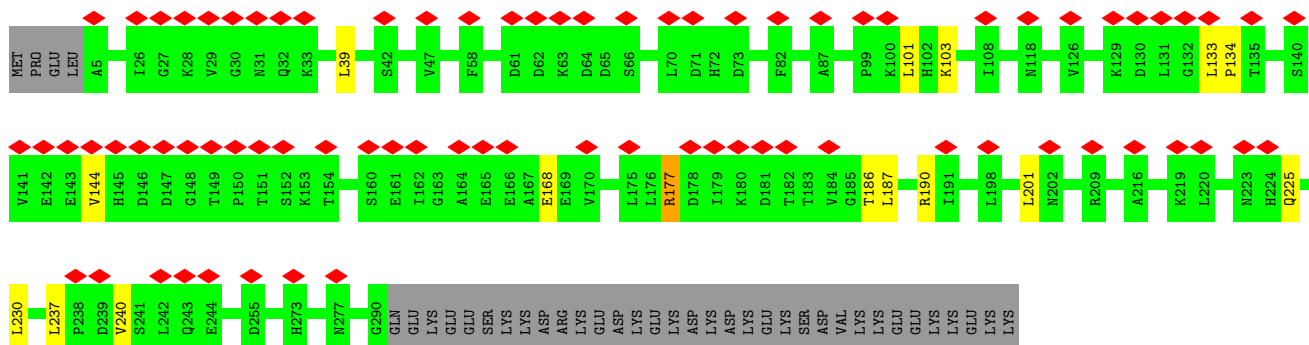 MET PRO GLU LEU A5 I26 G27 K28 V29 G30 N31 Q32 K33 L39 S42 V47 F58 D61 D62 K63 D64 D65 S66 L70 D71 H72 D73 F82 A87 P99 K100 L101 H102 K103 I108 N118 V126 K129 D130 L131 G132 L133 P134 T135 S140
V141 E142 E143 V144 H145 D146 D147 G148 T149 P150 T151 S152 K153 T154 S160 E161 I162 G163 A164 E165 E166 A167 E168 E169 V170 L175 L176 R177 D178 I179 K180 D181 T182 T183 V184 G185 T186 L187 R190 I191 L198 L201 N202 R209 A216 K219 L220 N223 H224 Q225
L230 L237 P238 D239 V240 S241 L242 Q243 E244 D255 H273 N277 G290 GLN GLU LYS GLU GLU SER LYS LYS ASP ARG LYS GLU ASP LYS GLU LYS ASP LYS ASP LYS GLU LYS SER ASP VAL LYS LYS GLU GLU LYS LYS GLU LYS LYS